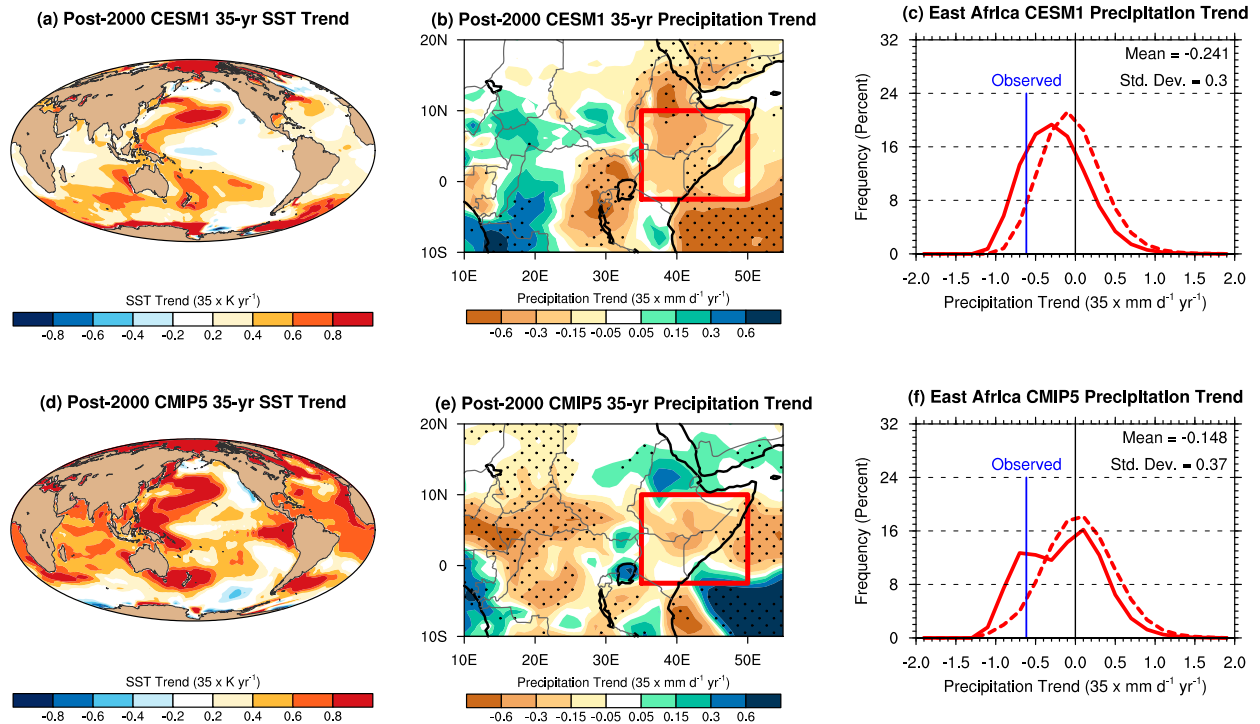 (a) Post-2000 CESM1 35-yr SST Trend
SST Trend (35 x K yr⁻¹)
-0.8 -0.6 -0.4 -0.2 0.2 0.4 0.6 0.8
(b) Post-2000 CESM1 35-yr Precipitation Trend
20N
10N
0
10S
10E 20E 30E 40E 50E
Precipitation Trend (35 x mm d⁻¹ yr⁻¹)
-0.6 -0.3 -0.15 -0.05 0.05 0.15 0.3 0.6
(c) East Africa CESM1 Precipitation Trend
Mean = -0.241
Std. Dev. = 0.3
Observed
Frequency (Percent)
32
24
16
8
0
-2.0 -1.5 -1.0 -0.5 0.0 0.5 1.0 1.5 2.0
Precipitation Trend (35 x mm d⁻¹ yr⁻¹)
(d) Post-2000 CMIP5 35-yr SST Trend
SST Trend (35 x K yr⁻¹)
-0.8 -0.6 -0.4 -0.2 0.2 0.4 0.6 0.8
(e) Post-2000 CMIP5 35-yr Precipitation Trend
20N
10N
0
10S
10E 20E 30E 40E 50E
Precipitation Trend (35 x mm d⁻¹ yr⁻¹)
-0.6 -0.3 -0.15 -0.05 0.05 0.15 0.3 0.6
(f) East Africa CMIP5 Precipitation Trend
Mean = -0.148
Std. Dev. = 0.37
Observed
Frequency (Percent)
32
24
16
8
0
-2.0 -1.5 -1.0 -0.5 0.0 0.5 1.0 1.5 2.0
Precipitation Trend (35 x mm d⁻¹ yr⁻¹)